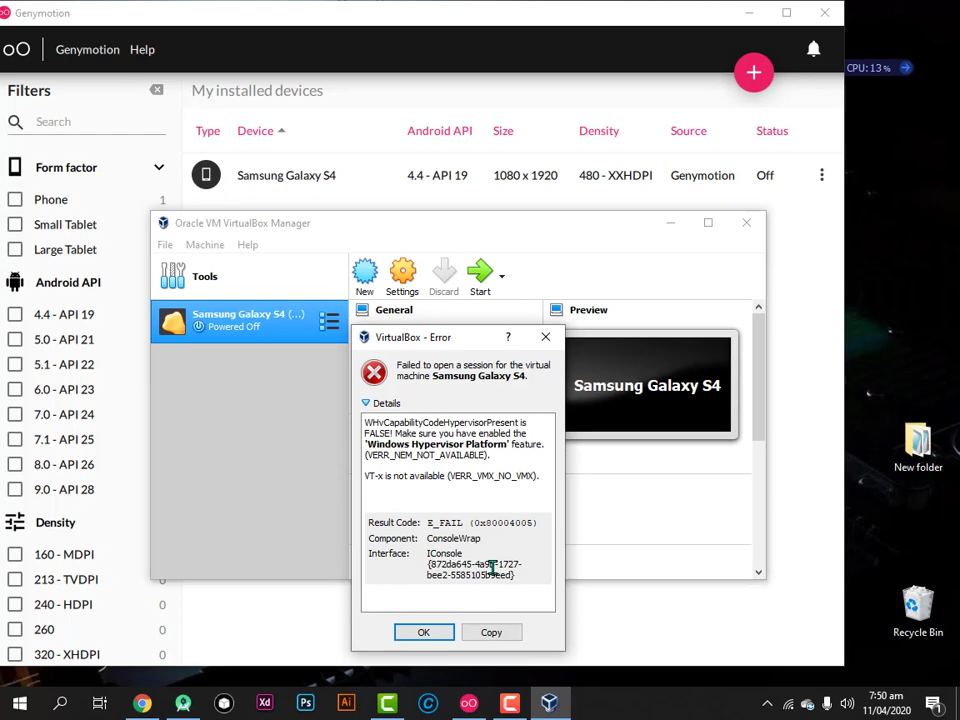 Genymotion
Genymotion Help
CPU: 13 %
Filters
My installed devices
Search
Type Device Android API Size Density Source Status
Form factor
Samsung Galaxy S4 4.4 - API 19 1080 x 1920 480 - XXHDPI Genymotion Off
Phone 1
Small Tablet
Large Tablet
Android API
4.4 - API 19
5.0 - API 21
5.1 - API 22
6.0 - API 23
7.0 - API 24
7.1 - API 25
8.0 - API 26
9.0 - API 28
Density
160 - MDPI 0
213 - TVDPI 0
240 - HDPI 0
260 0
320 - XHDPI 0
Oracle VM VirtualBox Manager
File Machine Help
Tools
New Settings Discard Start
Samsung Galaxy S4 (...)
Powered Off
General Preview
Samsung Galaxy S4
VirtualBox - Error
Failed to open a session for the virtual
machine Samsung Galaxy S4.
Details
WHvCapabilityCodeHypervisorPresent is
FALSE! Make sure you have enabled the
'Windows Hypervisor Platform' feature.
(VERR_NEM_NOT_AVAILABLE).
VT-x is not available (VERR_VMX_NO_VMX).
Result Code: E_FAIL (0x80004005)
Component: ConsoleWrap
Interface: IConsole
OK Copy
New folder
Recycle Bin
Xd Ps Ai
7:50 am
11/04/2020
1